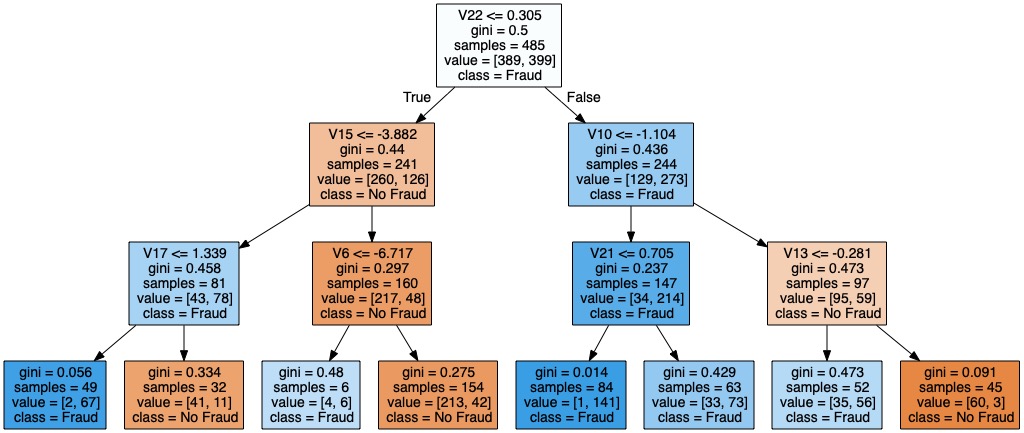 V22 <= 0.305
gini = 0.5
samples = 485
value = [389, 399]
class = Fraud
True
False
V15 <= -3.882
gini = 0.44
samples = 241
value = [260, 126]
class = No Fraud
V10 <= -1.104
gini = 0.436
samples = 244
value = [129, 273]
class = Fraud
V17 <= 1.339
gini = 0.458
samples = 81
value = [43, 78]
class = Fraud
V6 <= -6.717
gini = 0.297
samples = 160
value = [217, 48]
class = No Fraud
V21 <= 0.705
gini = 0.237
samples = 147
value = [34, 214]
class = Fraud
V13 <= -0.281
gini = 0.473
samples = 97
value = [95, 59]
class = No Fraud
gini = 0.056
samples = 49
value = [2, 67]
class = Fraud
gini = 0.334
samples = 32
value = [41, 11]
class = No Fraud
gini = 0.48
samples = 6
value = [4, 6]
class = Fraud
gini = 0.275
samples = 154
value = [213, 42]
class = No Fraud
gini = 0.014
samples = 84
value = [1, 141]
class = Fraud
gini = 0.429
samples = 63
value = [33, 73]
class = Fraud
gini = 0.473
samples = 52
value = [35, 56]
class = Fraud
gini = 0.091
samples = 45
value = [60, 3]
class = No Fraud